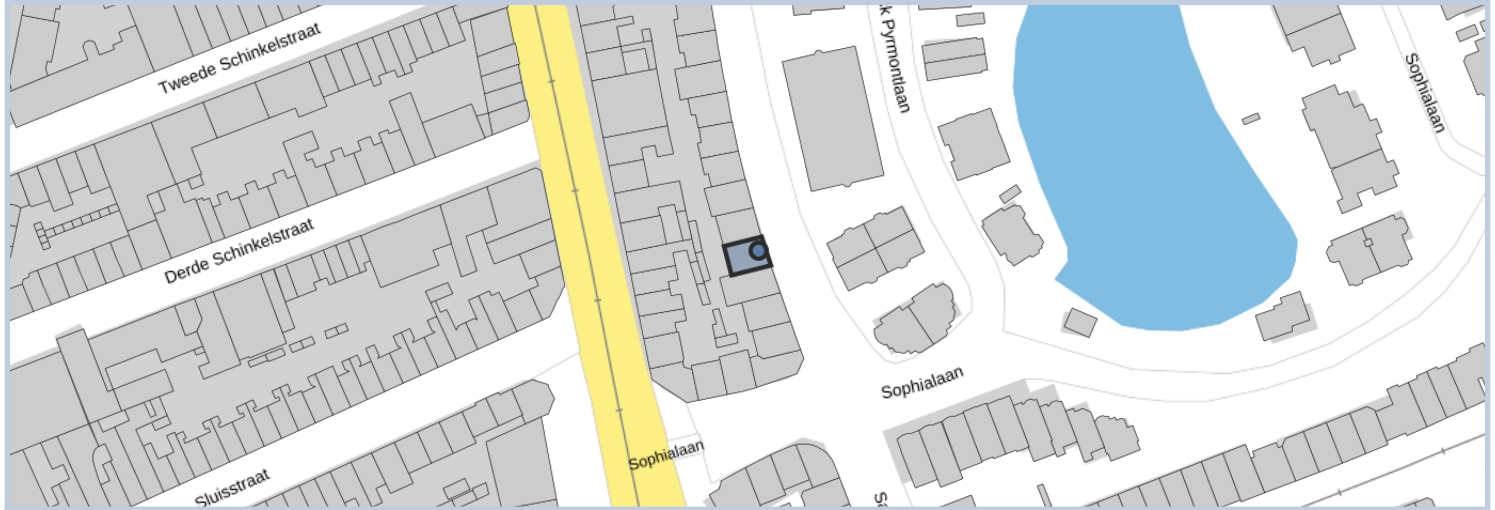 Tweede Schinkelstraat
k Pyrmontlaan
Sophialaan
Derde Schinkelstraat
Sophialaan
Sophialaan
Sluisstraat